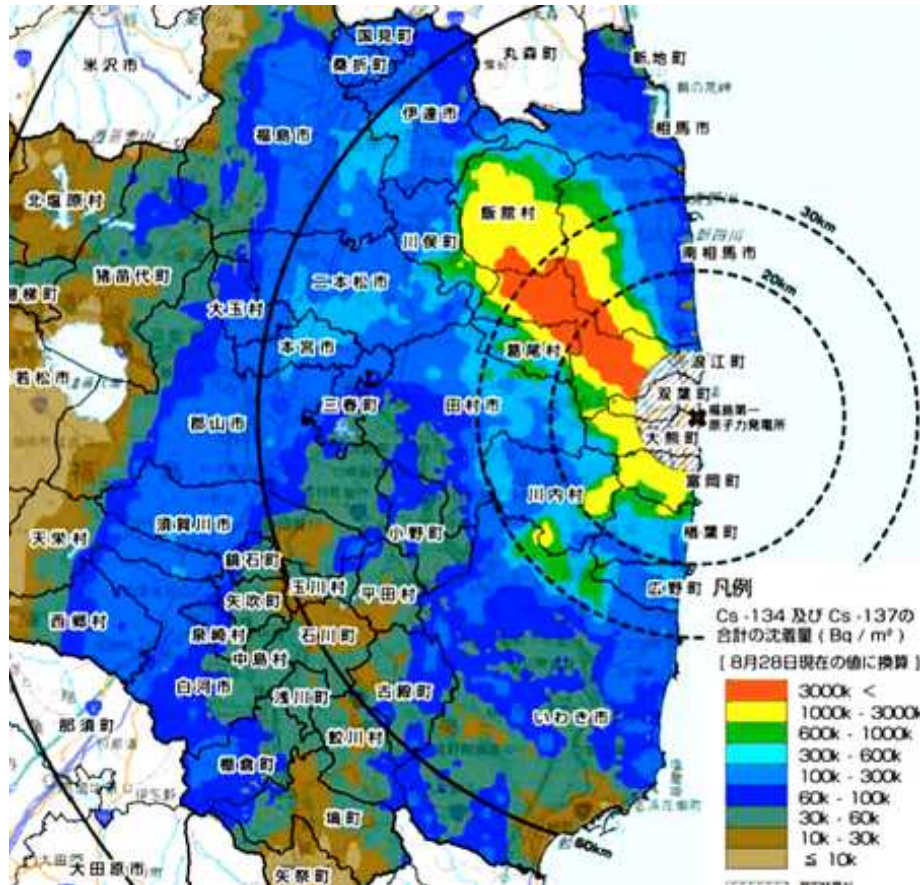 国見町
丸森町
新地町
米沢市
桑折町
伊達市
相馬市
福島市
北塩原村
飯館村
30km
川俣町
南相馬市
猪苗代町
20km
二本松市
大玉村
本宮市
葛尾村
浪江町
若松市
双葉町
三春町
田村市
福島第一
原子力発電所
郡山市
大熊町
富岡町
川内村
須賀川市
小野町
楢葉町
天栄村
鏡石町
玉川村
平田村
広野町
凡例
矢吹町
Cs-134 及び Cs-137の
合計の沈着量 ( Bq / m² )
西郷村
泉崎村
石川町
[ 8月28日現在の値に換算 ]
中島村
白河市
浅川町
古殿町
3000k <
1000k - 3000k
600k - 1000k
300k - 600k
100k - 300k
60k - 100k
30k - 60k
10k - 30k
≦ 10k
いわき市
那須町
鮫川村
棚倉町
塙町
60km
大田原市
矢祭町